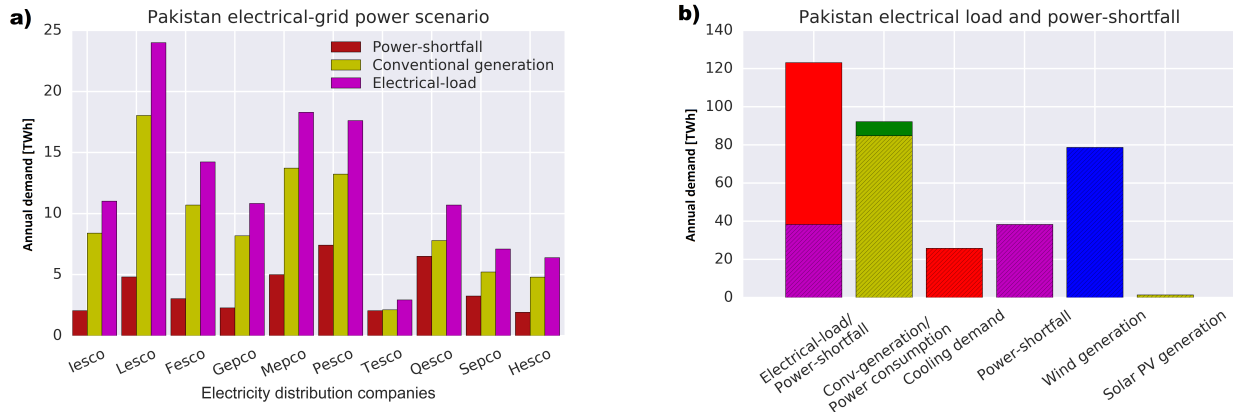 a)
Pakistan electrical-grid power scenario
25
20
15
10
5
0
Annual demand [TWh]
Power-shortfall
Conventional generation
Electrical-load
Iesco
Lesco
Fesco
Gepco
Mepco
Pesco
Tesco
Qesco
Sepco
Hesco
Electricity distribution companies
b)
Pakistan electrical load and power-shortfall
140
120
100
80
60
40
20
0
Annual demand [TWh]
Electrical-load/
Power-shortfall
Conv-generation/
Power consumption
Cooling demand
Power-shortfall
Wind generation
Solar PV generation